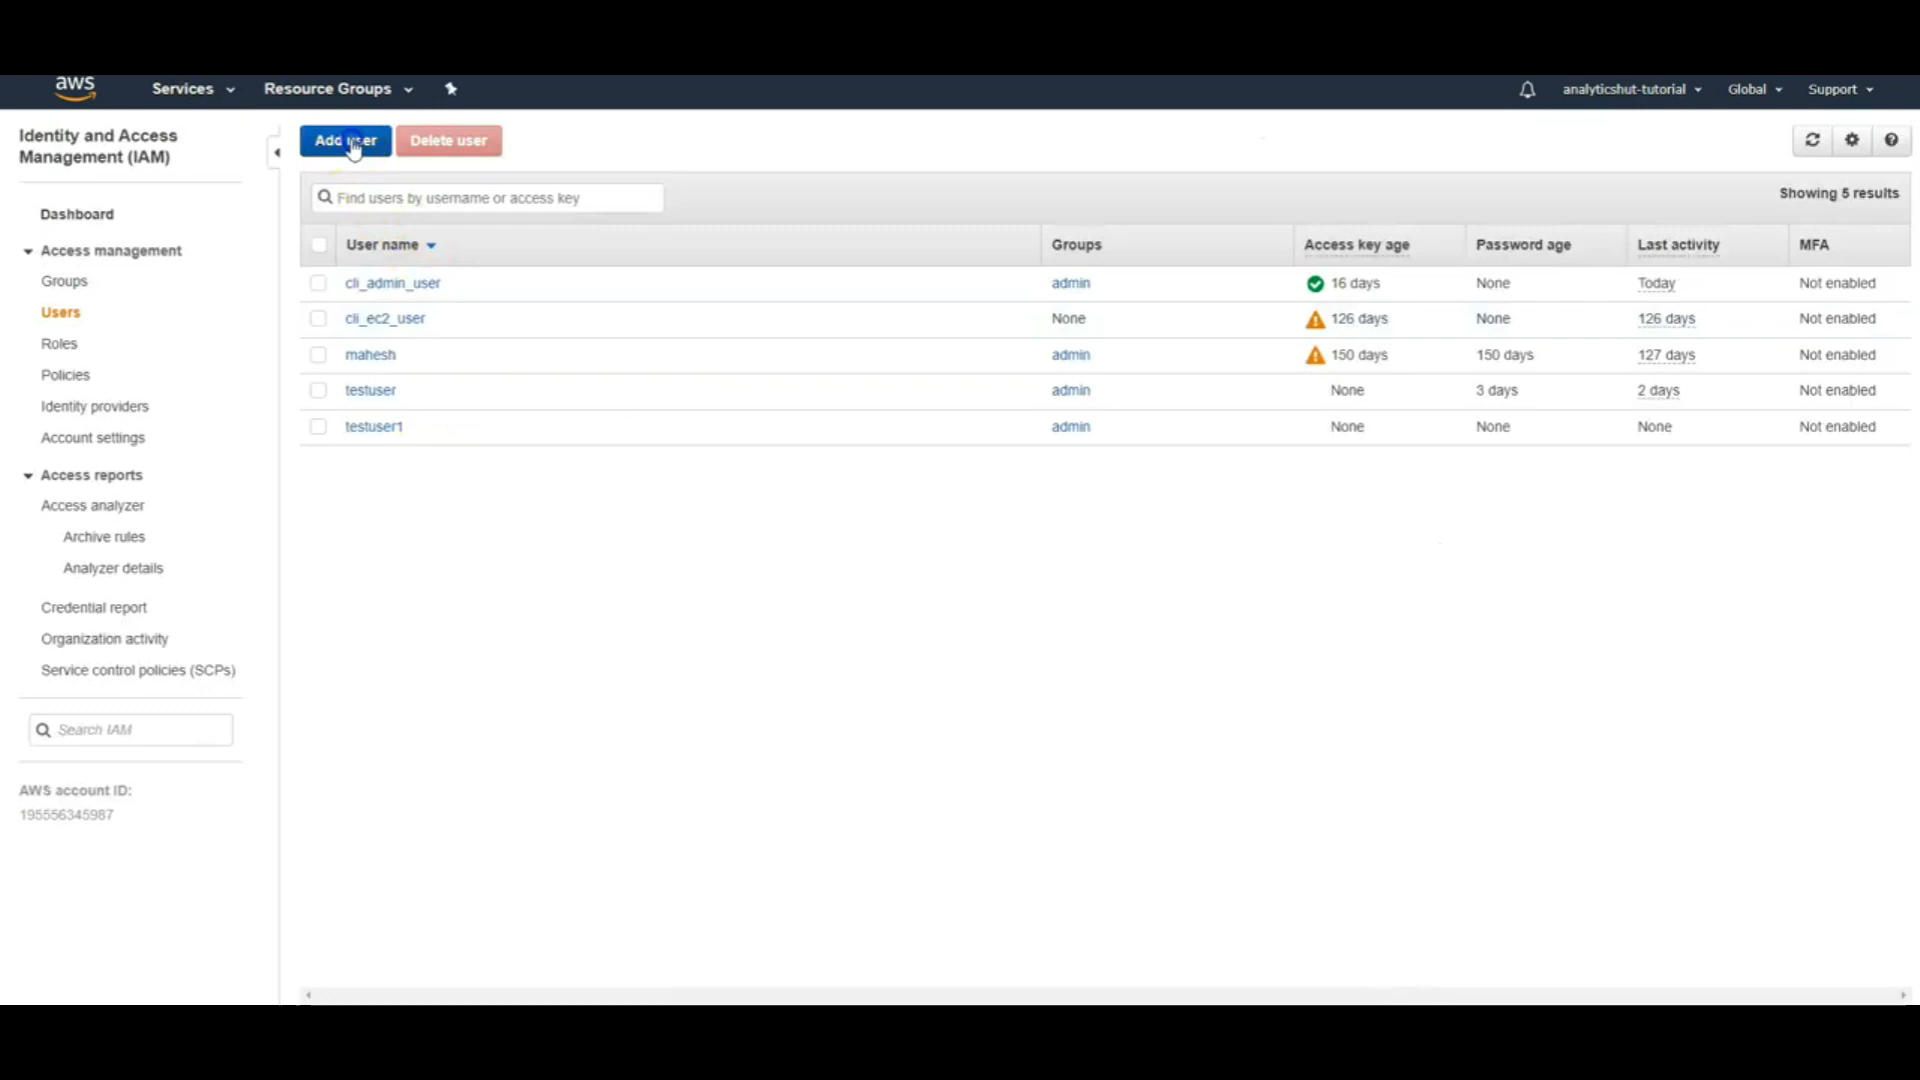 aws Services Resource Groups analyticshut-tutorial Global Support
Identity and Access
Management (IAM)
Dashboard
Access management
Groups
Users
Roles
Policies
Identity providers
Account settings
Access reports
Access analyzer
Archive rules
Analyzer details
Credential report
Organization activity
Service control policies (SCPs)
Search IAM
AWS account ID:
195556345987
Add user Delete user
Find users by username or access key Showing 5 results
User name Groups Access key age Password age Last activity MFA
cli_admin_user admin 16 days None Today Not enabled
cli_ec2_user None 126 days None 126 days Not enabled
mahesh admin 150 days 150 days 127 days Not enabled
testuser admin None 3 days 2 days Not enabled
testuser1 admin None None None Not enabled